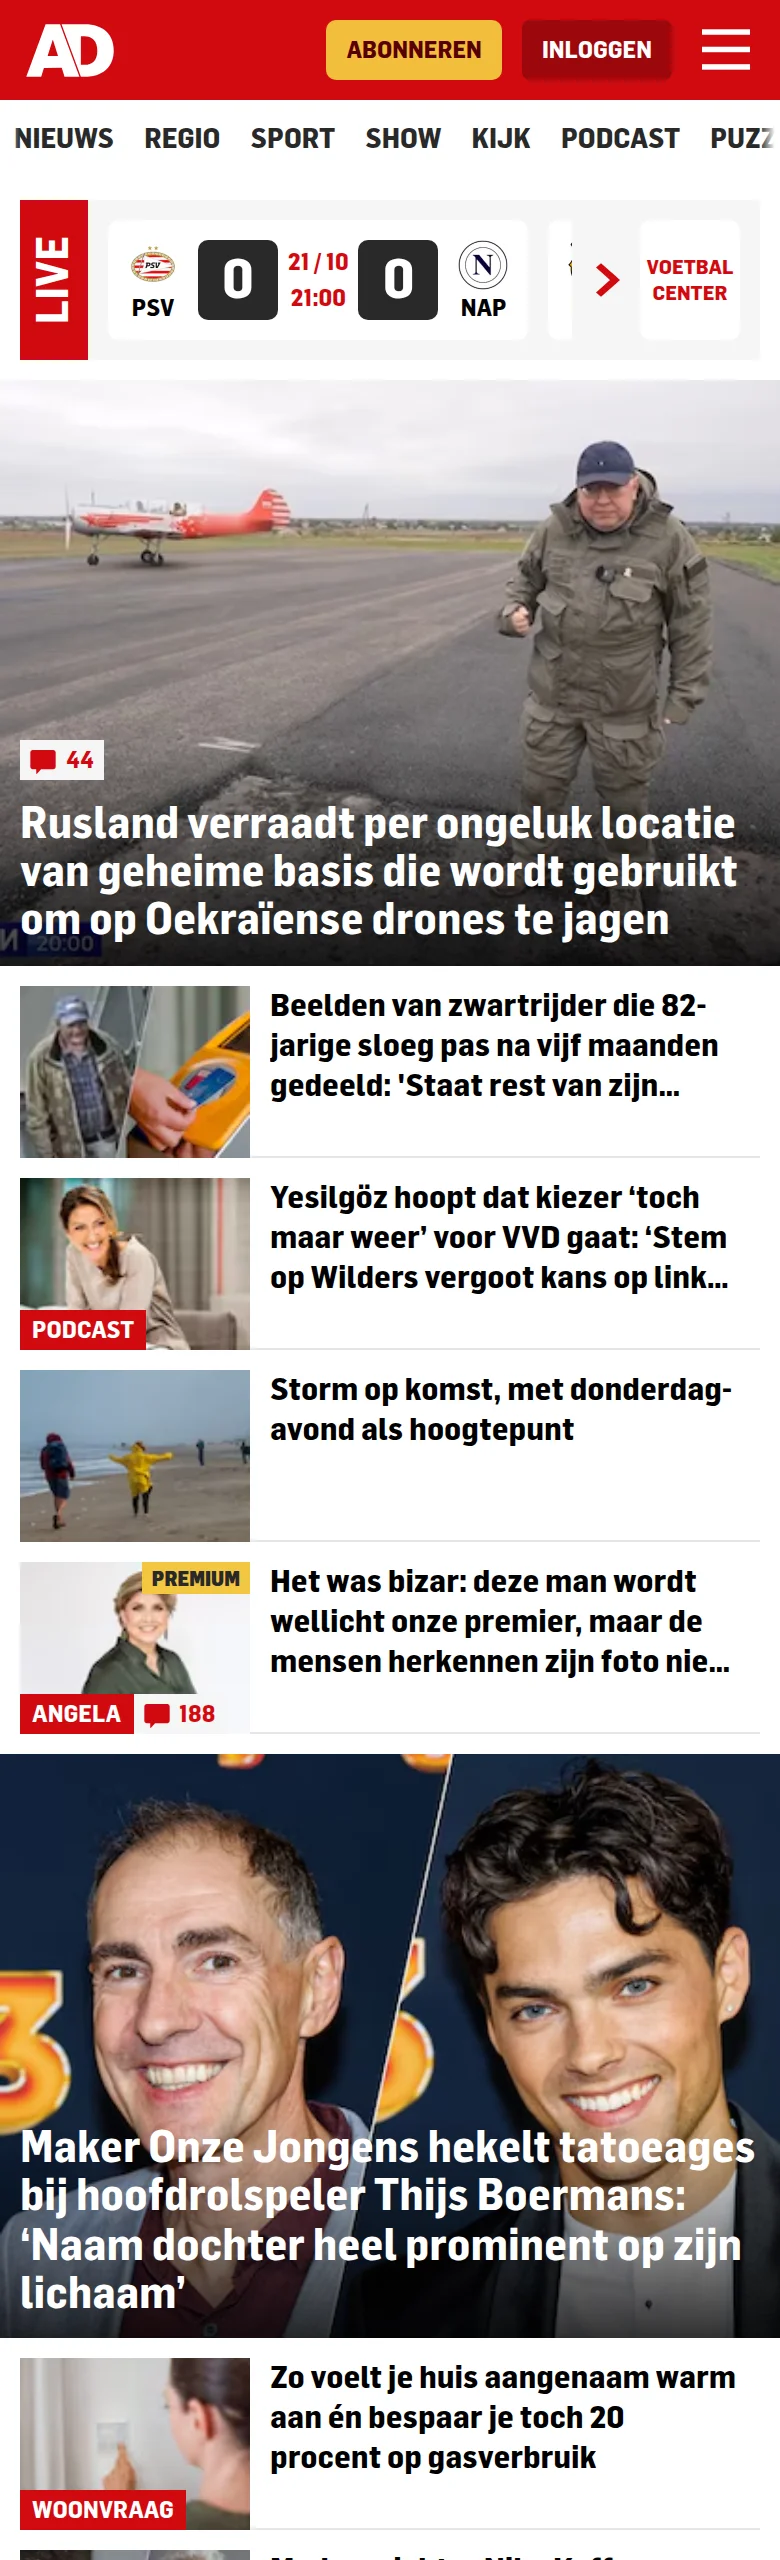 AD
ABONNEREN
INLOGGEN
NIEUWS REGIO SPORT SHOW KIJK PODCAST PUZZ
LIVE
PSV
PSV
0
21 / 10
21:00
0
N
NAP
VOETBAL
CENTER
44
Rusland verraadt per ongeluk locatie
van geheime basis die wordt gebruikt
om op Oekraïense drones te jagen
20:00
Beelden van zwartrijder die 82-
jarige sloeg pas na vijf maanden
gedeeld: 'Staat rest van zijn...
Yesilgöz hoopt dat kiezer ‘toch
maar weer’ voor VVD gaat: ‘Stem
op Wilders vergoot kans op link...
PODCAST
Storm op komst, met donderdag-
avond als hoogtepunt
PREMIUM
Het was bizar: deze man wordt
wellicht onze premier, maar de
mensen herkennen zijn foto nie...
ANGELA
188
3
Maker Onze Jongens hekelt tatoeages
bij hoofdrolspeler Thijs Boermans:
‘Naam dochter heel prominent op zijn
lichaam’
Zo voelt je huis aangenaam warm
aan én bespaar je toch 20
procent op gasverbruik
WOONVRAAG